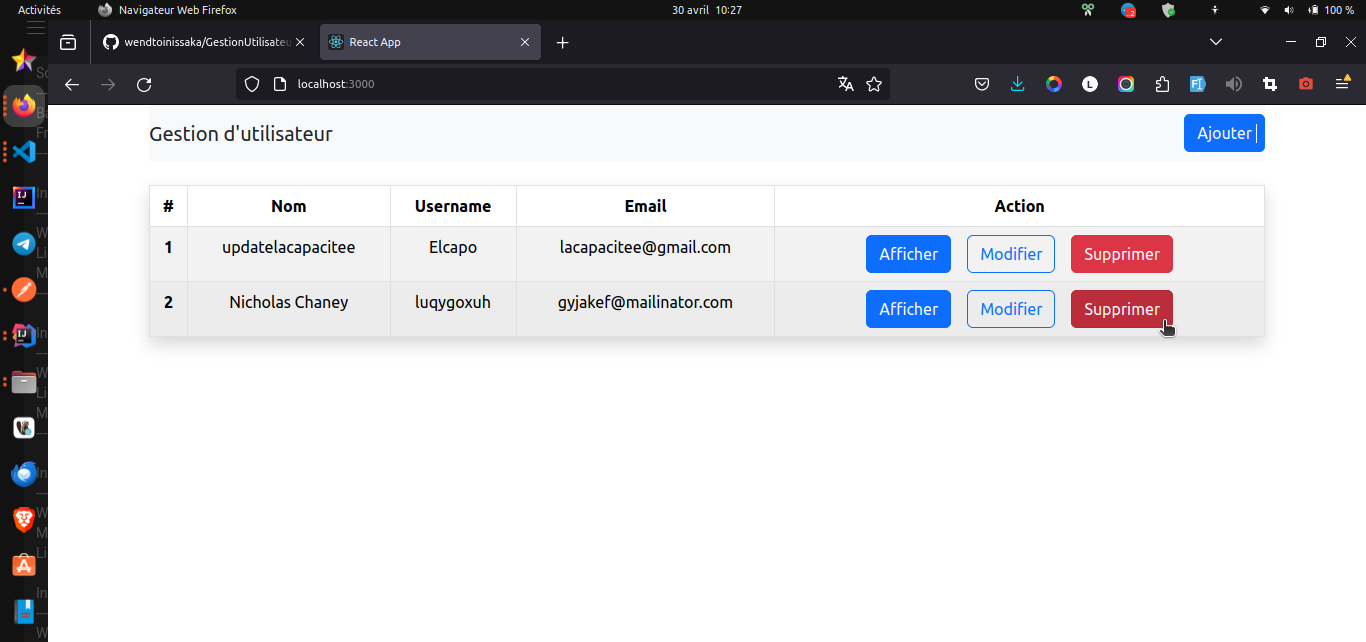 Activités Navigateur Web Firefox 30 avril 10:27 100 %
wendtoinissaka/GestionUtilisateu React App
localhost:3000
Gestion d'utilisateur Ajouter
# Nom Username Email Action
1 updatelacapacitee Elcapo lacapacitee@gmail.com Afficher Modifier Supprimer
2 Nicholas Chaney luqygoxuh gyjakef@mailinator.com Afficher Modifier Supprimer